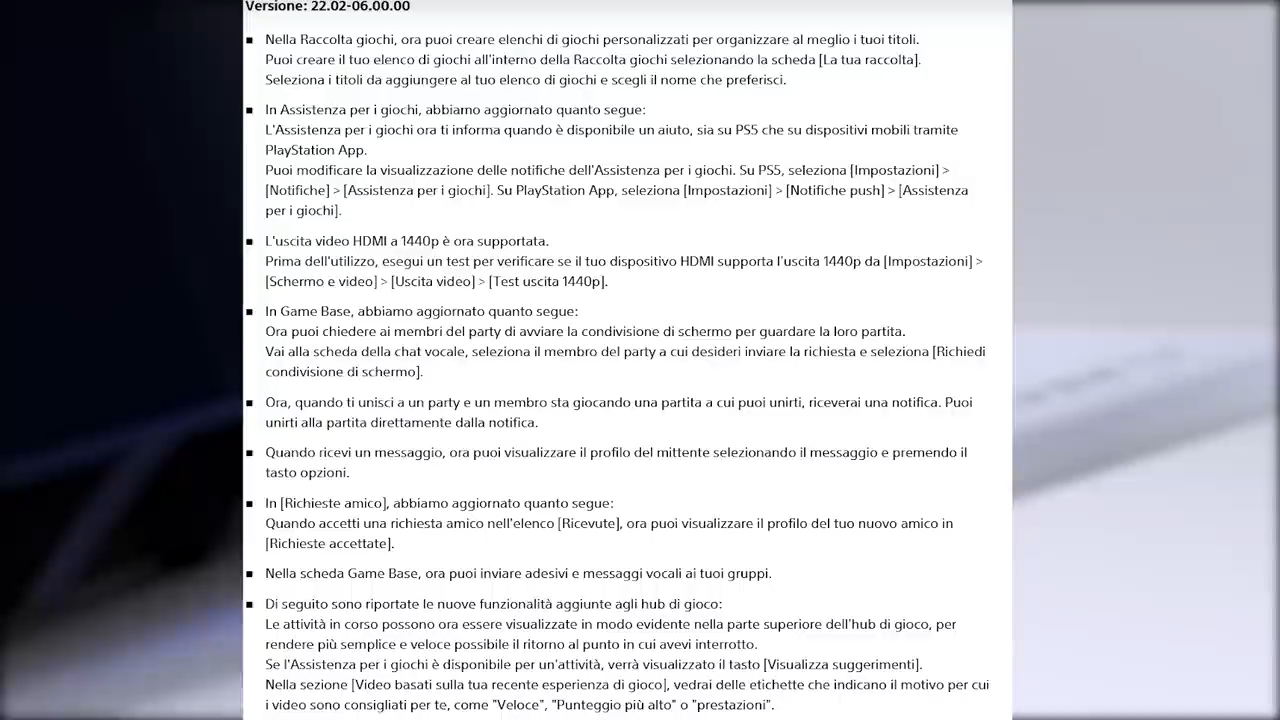 Versione: 22.02-06.00.00
▪ Nella Raccolta giochi, ora puoi creare elenchi di giochi personalizzati per organizzare al meglio i tuoi titoli.
Puoi creare il tuo elenco di giochi all'interno della Raccolta giochi selezionando la scheda [La tua raccolta].
Seleziona i titoli da aggiungere al tuo elenco di giochi e scegli il nome che preferisci.
▪ In Assistenza per i giochi, abbiamo aggiornato quanto segue:
L'Assistenza per i giochi ora ti informa quando è disponibile un aiuto, sia su PS5 che su dispositivi mobili tramite
PlayStation App.
Puoi modificare la visualizzazione delle notifiche dell'Assistenza per i giochi. Su PS5, seleziona [Impostazioni] >
[Notifiche] > [Assistenza per i giochi]. Su PlayStation App, seleziona [Impostazioni] > [Notifiche push] > [Assistenza
per i giochi].
▪ L'uscita video HDMI a 1440p è ora supportata.
Prima dell'utilizzo, esegui un test per verificare se il tuo dispositivo HDMI supporta l'uscita 1440p da [Impostazioni] >
[Schermo e video] > [Uscita video] > [Test uscita 1440p].
▪ In Game Base, abbiamo aggiornato quanto segue:
Ora puoi chiedere ai membri del party di avviare la condivisione di schermo per guardare la loro partita.
Vai alla scheda della chat vocale, seleziona il membro del party a cui desideri inviare la richiesta e seleziona [Richiedi
condivisione di schermo].
▪ Ora, quando ti unisci a un party e un membro sta giocando una partita a cui puoi unirti, riceverai una notifica. Puoi
unirti alla partita direttamente dalla notifica.
▪ Quando ricevi un messaggio, ora puoi visualizzare il profilo del mittente selezionando il messaggio e premendo il
tasto opzioni.
▪ In [Richieste amico], abbiamo aggiornato quanto segue:
Quando accetti una richiesta amico nell'elenco [Ricevute], ora puoi visualizzare il profilo del tuo nuovo amico in
[Richieste accettate].
▪ Nella scheda Game Base, ora puoi inviare adesivi e messaggi vocali ai tuoi gruppi.
▪ Di seguito sono riportate le nuove funzionalità aggiunte agli hub di gioco:
Le attività in corso possono ora essere visualizzate in modo evidente nella parte superiore dell'hub di gioco, per
rendere più semplice e veloce possibile il ritorno al punto in cui avevi interrotto.
Se l'Assistenza per i giochi è disponibile per un'attività, verrà visualizzato il tasto [Visualizza suggerimenti].
Nella sezione [Video basati sulla tua recente esperienza di gioco], vedrai delle etichette che indicano il motivo per cui
i video sono consigliati per te, come "Veloce", "Punteggio più alto" o "prestazioni".